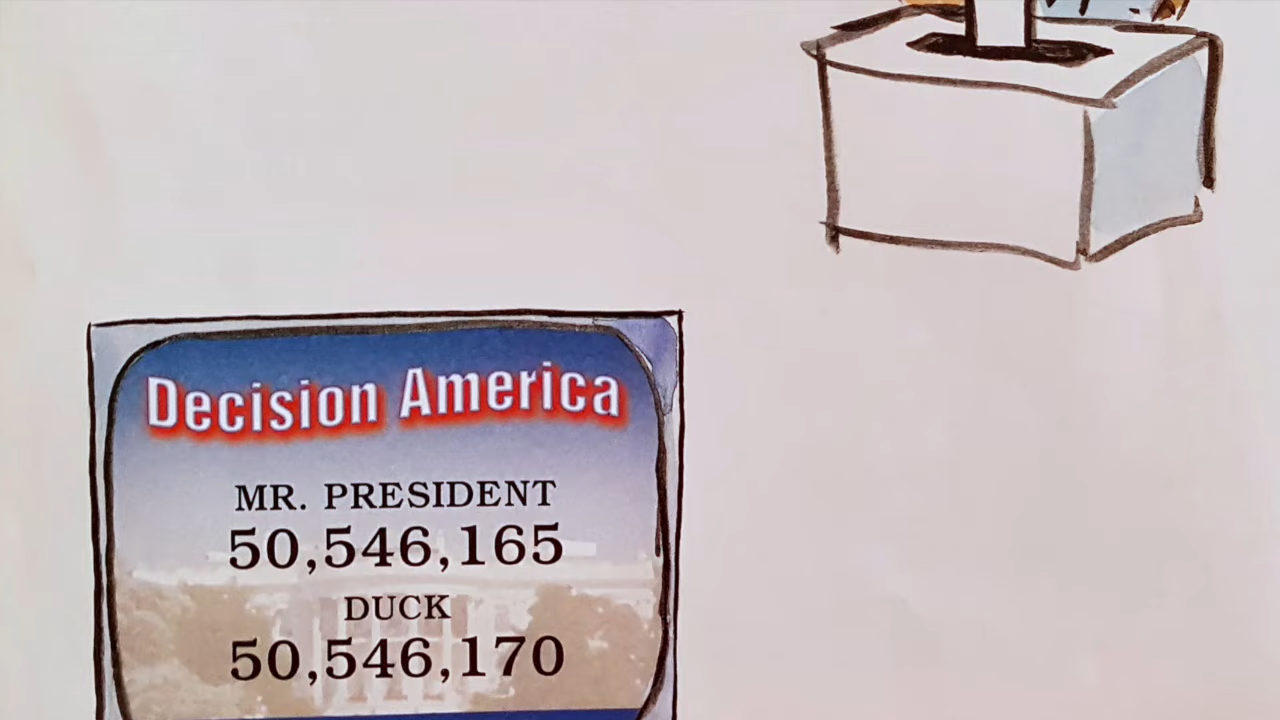 Decision America
MR. PRESIDENT
50,546,165
DUCK
50,546,170